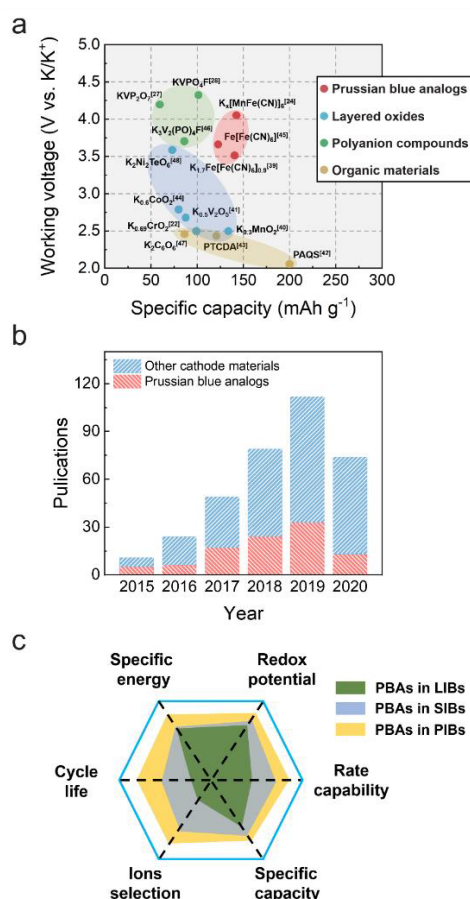 a
Working voltage (V vs. K/K⁺)
5.0
4.5
4.0
3.5
3.0
2.5
2.0
KVPO₄F[28]
KVP₂O₇[27]
Kₓ[MnFe(CN)]₆[24]
K₃V₂(PO)₄F[46]
Fe[Fe(CN)₆][45]
K₂Ni₂TeO₆[48]
K₁.₇Fe[Fe(CN)₆]₀.₉[39]
K₀.₆CoO₂[44]
K₀.₅V₂O₅[41]
K₀.₆₉CrO₂[22]
K₀.₃MnO₂[40]
K₂C₆O₆[47]
PTCDA[43]
PAQS[42]
0 50 100 150 200 250 300
Specific capacity (mAh g⁻¹)
Prussian blue analogs
Layered oxides
Polyanion compounds
Organic materials
b
Pulications
120
90
60
30
0
Other cathode materials
Prussian blue analogs
2015 2016 2017 2018 2019 2020
Year
c
Specific
energy
Redox
potential
Cycle
life
Rate
capability
Ions
selection
Specific
capacity
PBAs in LIBs
PBAs in SIBs
PBAs in PIBs